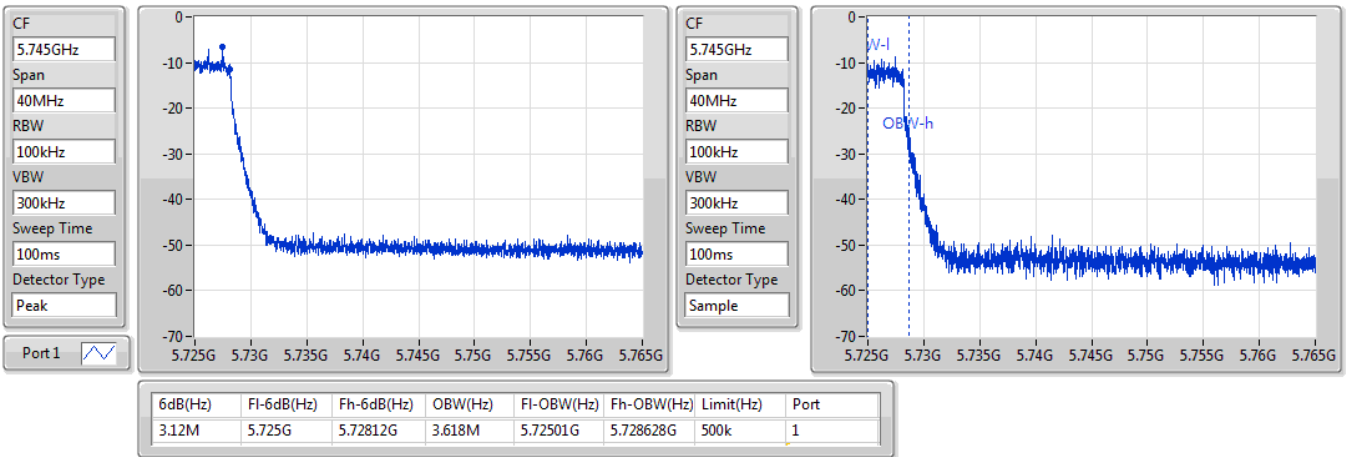 CF
5.745GHz
Span
40MHz
RBW
100kHz
VBW
300kHz
Sweep Time
100ms
Detector Type
Peak
Port 1
0
-10
-20
-30
-40
-50
-60
-70
5.725G 5.73G 5.735G 5.74G 5.745G 5.75G 5.755G 5.76G 5.765G
CF
5.745GHz
Span
40MHz
RBW
100kHz
VBW
300kHz
Sweep Time
100ms
Detector Type
Sample
0
-10
-20
-30
-40
-50
-60
-70
W-l
OBW-h
5.725G 5.73G 5.735G 5.74G 5.745G 5.75G 5.755G 5.76G 5.765G
6dB(Hz) Fl-6dB(Hz) Fh-6dB(Hz) OBW(Hz) Fl-OBW(Hz) Fh-OBW(Hz) Limit(Hz) Port
3.12M 5.725G 5.72812G 3.618M 5.72501G 5.728628G 500k 1